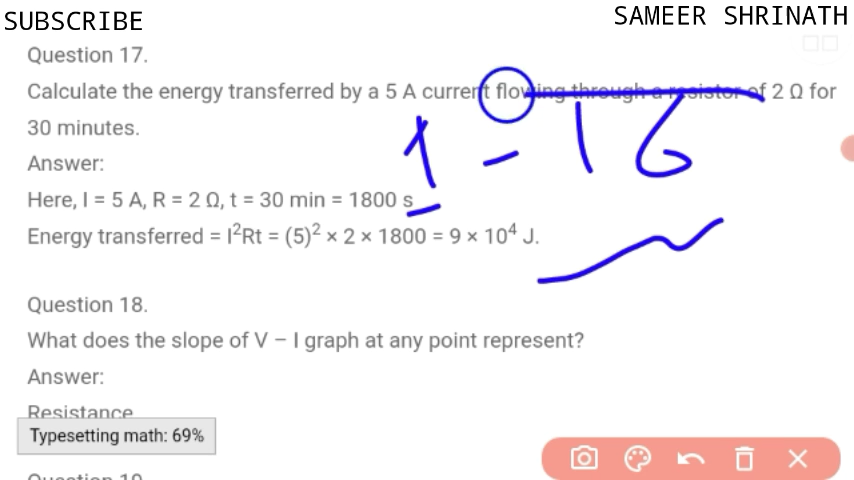 SUBSCRIBE
SAMEER SHRINATH
Question 17.
Calculate the energy transferred by a 5 A current flowing through a resistor of 2 Ω for
30 minutes.
1 - 16
Answer:
Here, I = 5 A, R = 2 Ω, t = 30 min = 1800 s
Energy transferred = I²Rt = (5)² × 2 × 1800 = 9 × 10⁴ J.
Question 18.
What does the slope of V – I graph at any point represent?
Answer:
Resistance
Typesetting math: 69%
Question 19